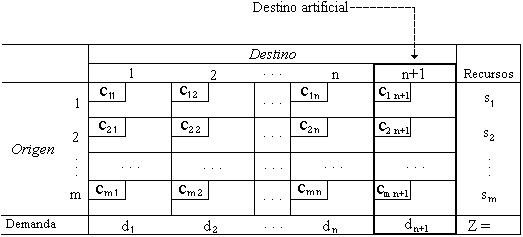 Destino artificial
Destino
1 2 . . . n n+1 Recursos
1 C11 C12 . . . C1n C1 n+1 s1
2 C21 C22 . . . C2n C2 n+1 s2
Origen
. . . . . . . . . . . . . . .
m Cm1 Cm2 . . . Cmn Cm n+1 sm
Demanda d1 d2 . . . dn dn+1 Z =